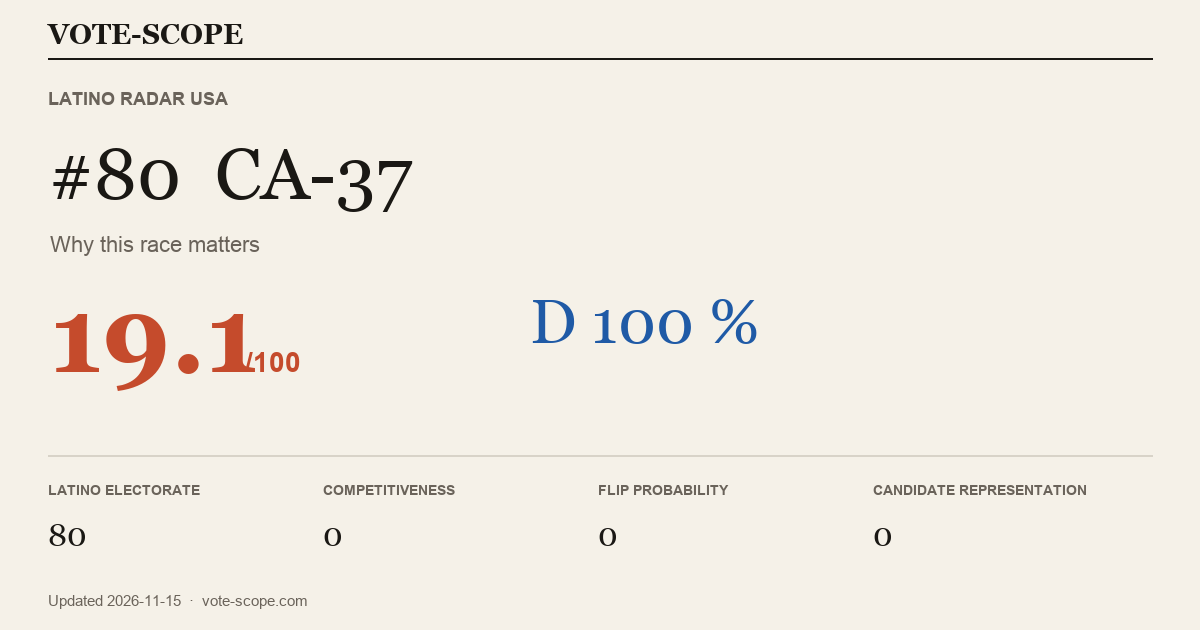 VOTE-SCOPE
LATINO RADAR USA
#80 CA-37
Why this race matters
19.1/100
D 100 %
LATINO ELECTORATE
COMPETITIVENESS
FLIP PROBABILITY
CANDIDATE REPRESENTATION
80
0
0
0
Updated 2026-11-15 · vote-scope.com